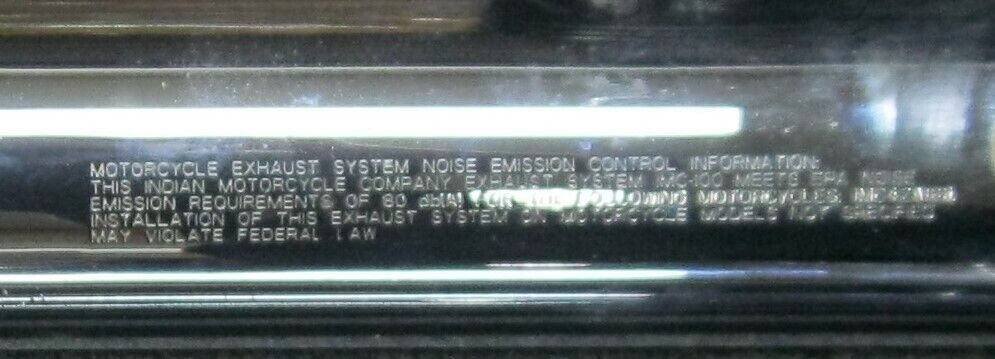 MOTORCYCLE EXHAUST SYSTEM NOISE EMISSION CONTROL INFORMATION:
THIS INDIAN MOTORCYCLE COMPANY EXHAUST SYSTEM MEETS EPA NOISE
EMISSION REQUIREMENTS OF 80 db(A) FOR THE FOLLOWING MOTORCYCLES:
INSTALLATION OF THIS EXHAUST SYSTEM ON MOTORCYCLE MODELS NOT SPECIFIED
MAY VIOLATE FEDERAL LAW